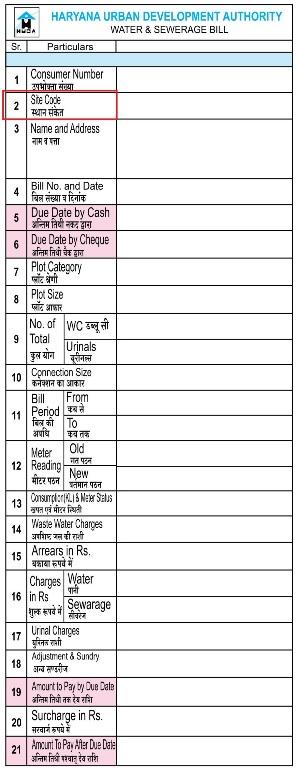 HUDA
HARYANA URBAN DEVELOPMENT AUTHORITY
WATER & SEWERAGE BILL
Sr. Particulars
1 Consumer Number
उपभोक्ता संख्या
2 Site Code
स्थान संकेत
3 Name and Address
नाम व पत्ता
4 Bill No. and Date
बिल संख्या व दिनांक
5 Due Date by Cash
अन्तिम तिथी नकद द्वारा
6 Due Date by Cheque
अन्तिम तिथी चैक द्वारा
7 Plot Category
प्लॉट श्रेणी
8 Plot Size
प्लॉट आकार
9 No. of Total
कुल योग
WC डब्लू सी
Urinals
यूरीनल्स
10 Connection Size
कनेक्शन का आकार
11 Bill Period
बिल की अवधि
From
कब से
To
कब तक
12 Meter Reading
मीटर पठन
Old
गत पठन
New
वर्तमान पठन
13 Consumption(KL) & Meter Status
खपत एवं मीटर स्थिती
14 Waste Water Charges
अपशिष्ट जल की राशी
15 Arrears in Rs.
बकाया रूपये में
16 Charges in Rs
शुल्क रूपये में
Water
पानी
Sewarage
सीवरेज
17 Urinal Charges
यूरिनल राशी
18 Adjustment & Sundry
अन्य सण्डरीज
19 Amount to Pay by Due Date
अन्तिम तिथी तक देय राशि
20 Surcharge in Rs.
सरचार्ज रूपये में
21 Amount To Pay After Due Date
अन्तिम तिथी पश्चात् देय राशि